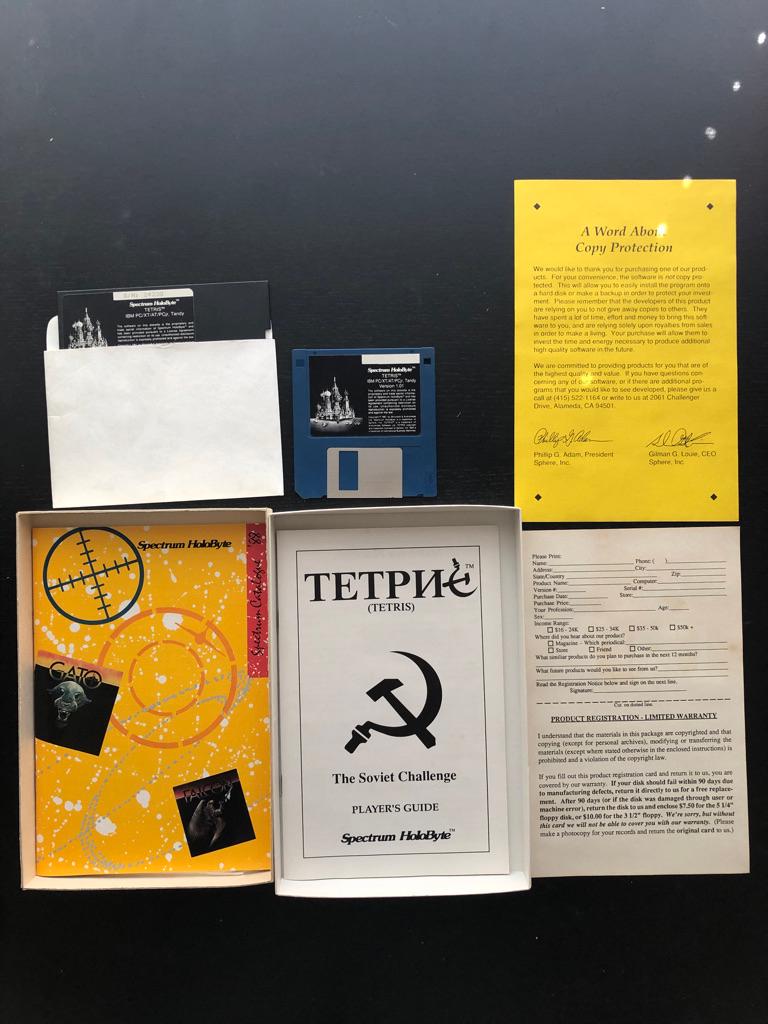 A Word Abou
Copy Protection
We would like to thank you for purchasing one of our prod-
ucts. For your convenience, the software is not copy pro-
tected. This will allow you to easily install the program onto
a hard disk or make a backup in order to protect your invest-
ment. Please remember that the developers of this product
are relying on you not to give away copies to others. They
have spent a lot of time, effort and money to bring this soft-
ware to you, and are relying solely upon royalties from sales
in order to make a living. Your purchase will allow them to
invest the time and energy necessary to produce additional
high quality software in the future.
We are committed to providing products for you that are of
the highest quality and value. If you have questions con-
cerning any of software, or if there are additional pro-
grams that you would like to see developed, please give us a
call at (415) 522-1164 or write to us at 2061 Challenger
Drive, Alameda, CA 94501.
Phillip G. Adam, President
Sphere, Inc.
Gilman G. Louie, CEO
Sphere, Inc
Spectrum HoloByte™
TETRIS™
IBM PC/XT/AT/PCjr, Tandy
Spectrum HoloByte™
TETRIS™
IBM PC/XT/AT/PCjr, Tandy
Version 1.01
Spectrum HoloByte
Spectrum Catalogue '88
GATO
FALCON
ТЕТРИС™
(TETRIS)
The Soviet Challenge
PLAYER'S GUIDE
Spectrum HoloByte™
Please Print:
Name: Phone: ( )
Address: City:
State/Country Zip:
Product Name: Computer:
Version #: Serial #:
Purchase Date: Store:
Purchase Price:
Your Profession: Age:
Sex:
Income Range:
$16 - 24K $25 - 34K $35 - 50k $50k +
Where did you hear about our product?
Magazine - Which periodical:
Store Friend Other:
What similar products do you plan to purchase in the next 12 months?
What future products would you like to see from us?
Read the Registration Notice below and sign on the next line.
Signature:
Cut on dotted line.
PRODUCT REGISTRATION - LIMITED WARRANTY
I understand that the materials in this package are copyrighted and that
copying (except for personal archives), modifying or transferring the
materials (except where stated otherwise in the enclosed instructions) is
prohibited and a violation of the copyright law.
If you fill out this product registration card and return it to us, you are
covered by our warranty. If your disk should fail within 90 days due
to manufacturing defects, return it directly to us for a free replace-
ment. After 90 days (or if the disk was damaged through user or
machine error), return the disk to us and enclose $7.50 for the 5 1/4"
floppy disk, or $10.00 for the 3 1/2" floppy. We're sorry, but without
this card we will not be able to cover you with our warranty. (Please
make a photocopy for your records and return the original card to us.)